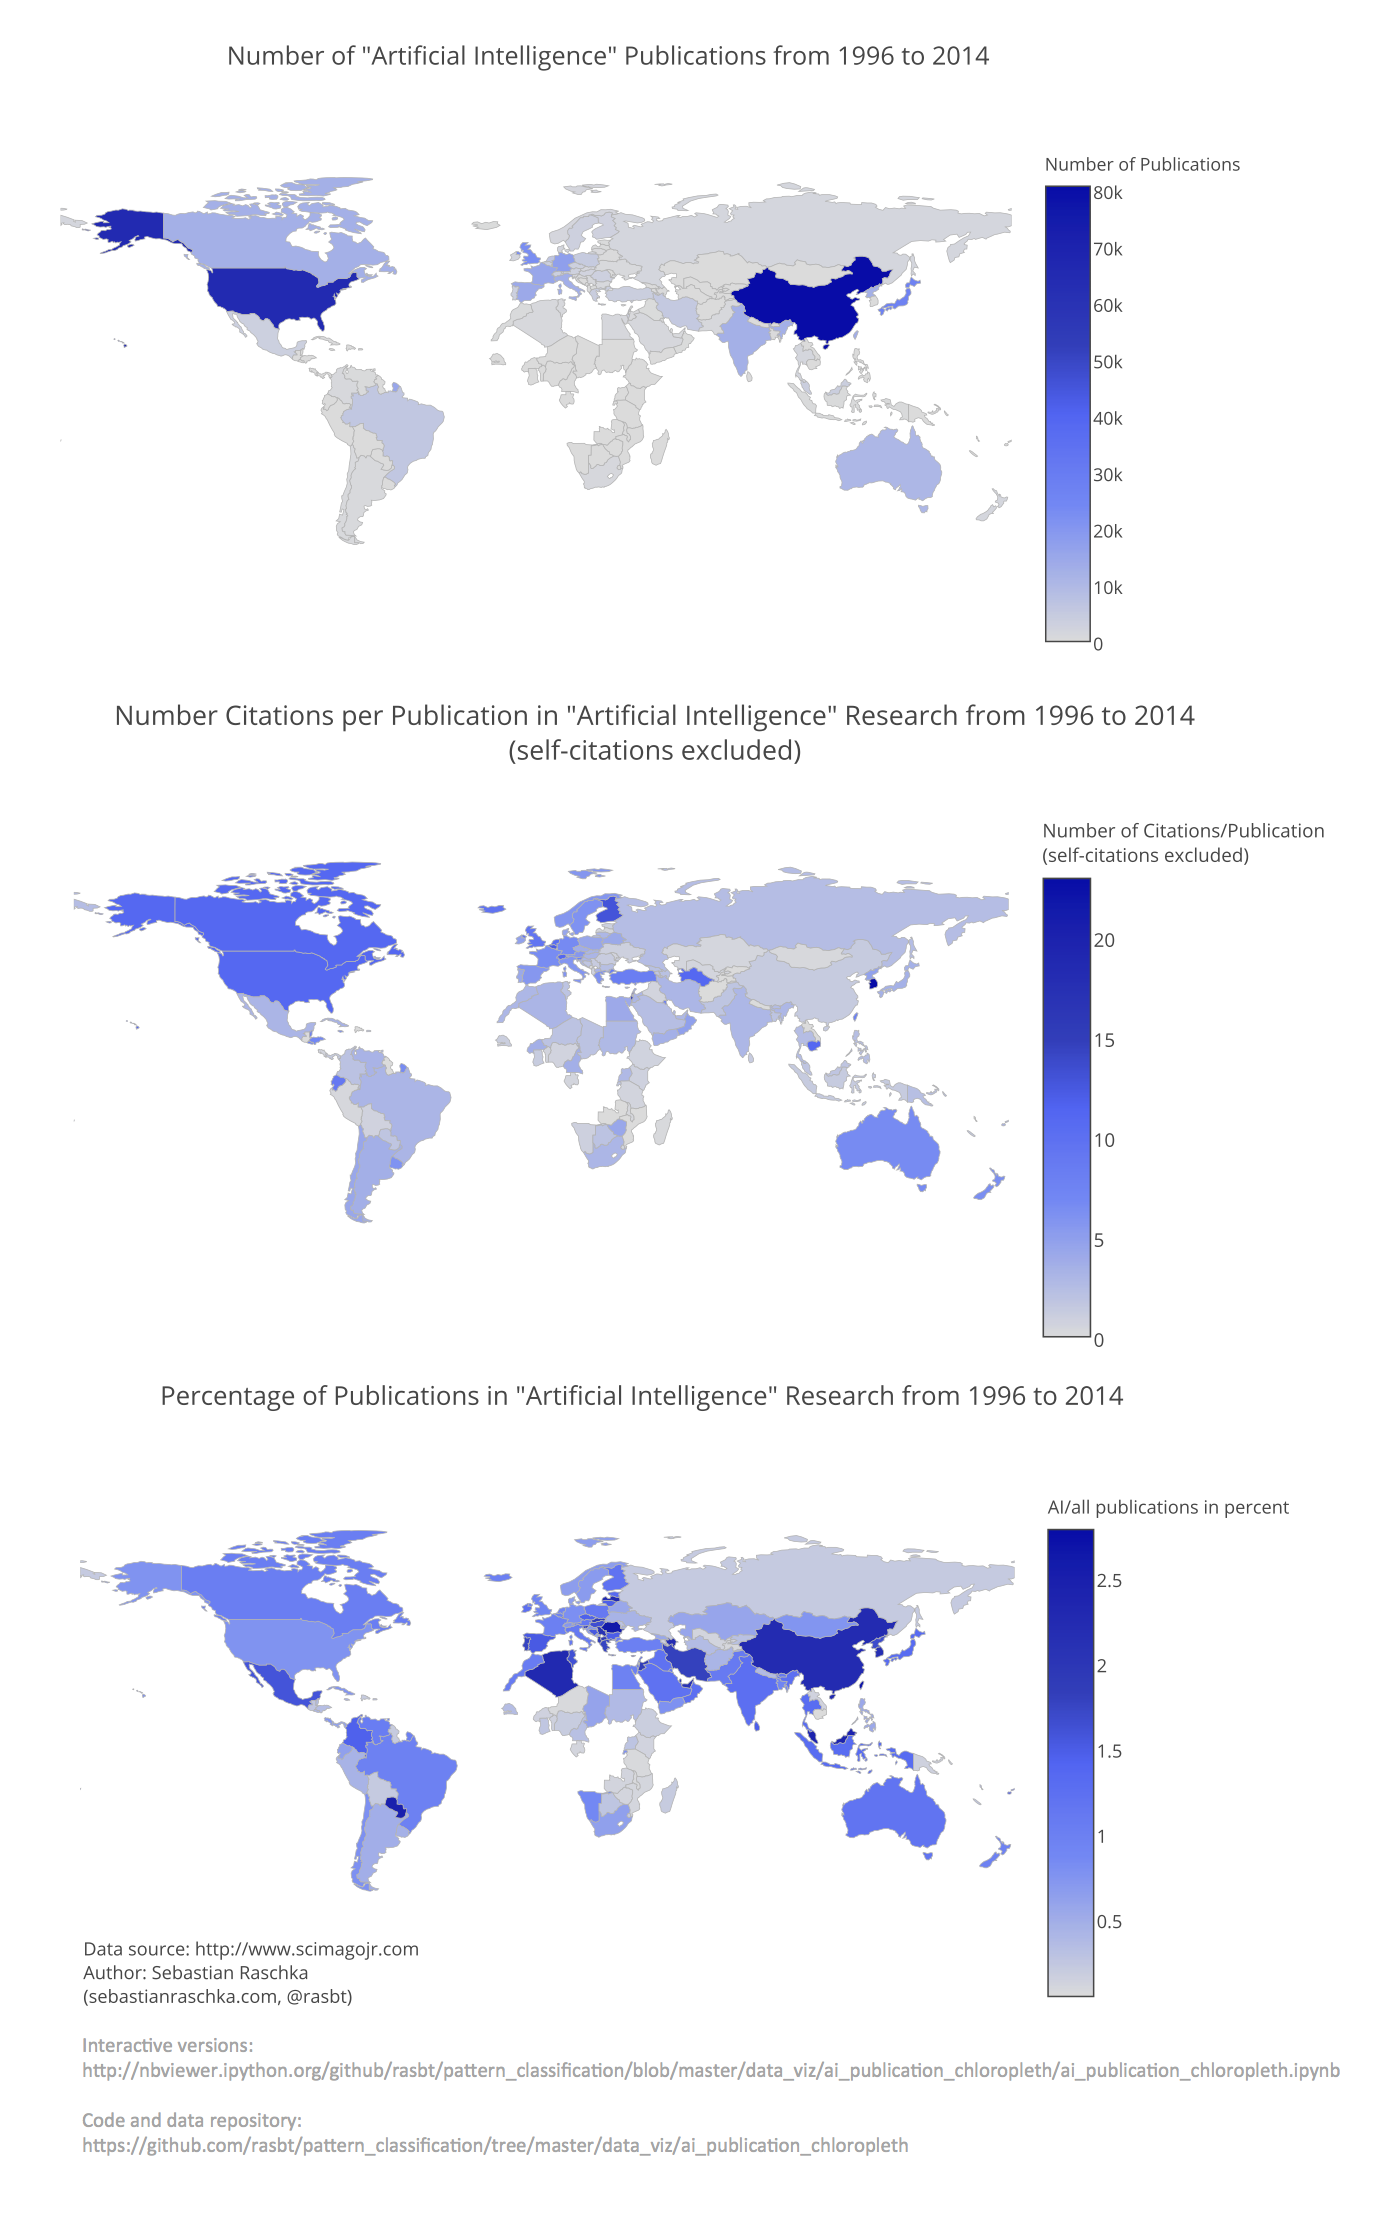 Number of "Artificial Intelligence" Publications from 1996 to 2014
Number of Publications
80k
70k
60k
50k
40k
30k
20k
10k
0
Number Citations per Publication in "Artificial Intelligence" Research from 1996 to 2014
(self-citations excluded)
Number of Citations/Publication
(self-citations excluded)
20
15
10
5
0
Percentage of Publications in "Artificial Intelligence" Research from 1996 to 2014
AI/all publications in percent
2.5
2
1.5
1
0.5
Data source: http://www.scimagojr.com
Author: Sebastian Raschka
(sebastianraschka.com, @rasbt)
Interactive versions:
http://nbviewer.ipython.org/github/rasbt/pattern_classification/blob/master/data_viz/ai_publication_chloropleth/ai_publication_chloropleth.ipynb
Code and data repository:
https://github.com/rasbt/pattern_classification/tree/master/data_viz/ai_publication_chloropleth